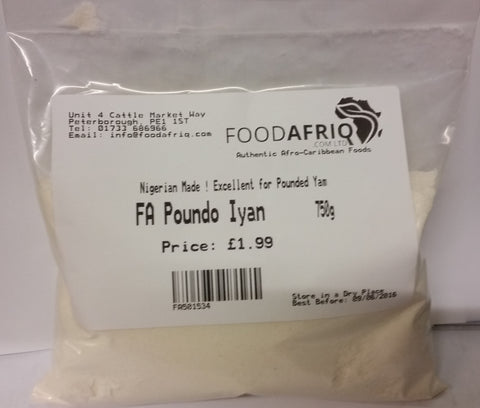 Unit 4 Cattle Market Way
Peterborough, PE1 1ST
Tel: 01733 686966
Email: info@foodafriq.com
FOODAFRIQ
.COM LTD
Authentic Afro-Caribbean Foods
Nigerian Made ! Excellent for Pounded Yam
FA Poundo Iyan 750g
Price: £1.99
FA501534
Store in a Dry Place
Best Before: 09/06/2016